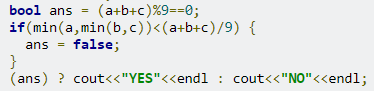 bool ans = (a+b+c)%9==0;
if(min(a,min(b,c))<(a+b+c)/9) {
  ans = false;
}
(ans) ? cout<<"YES"<<endl : cout<<"NO"<<endl;